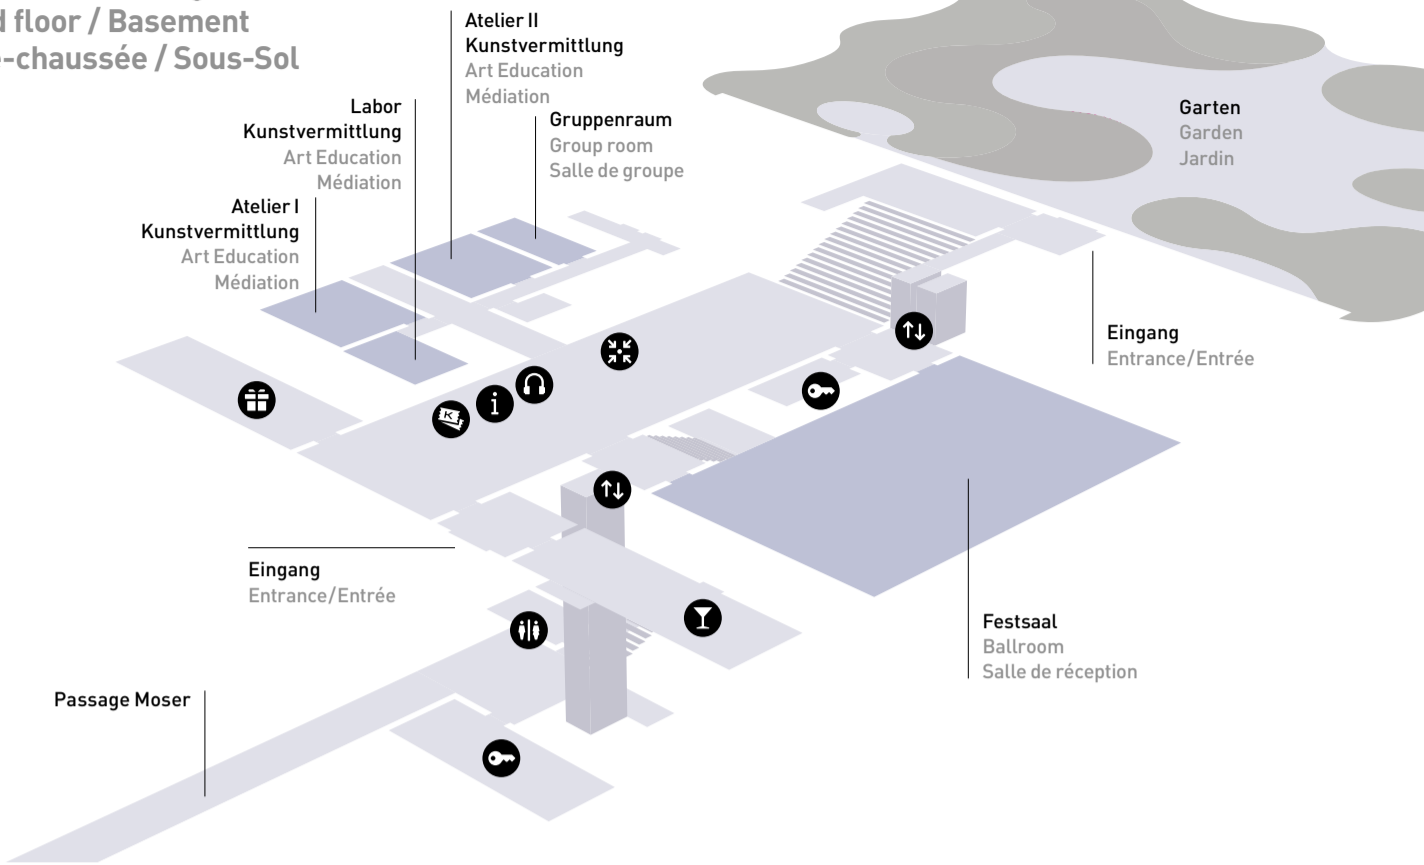 floor / Basement
-chaussée / Sous-Sol
Atelier II
Kunstvermittlung
Art Education
Médiation
Labor
Kunstvermittlung
Art Education
Médiation
Gruppenraum
Group room
Salle de groupe
Atelier I
Kunstvermittlung
Art Education
Médiation
Garten
Garden
Jardin
Eingang
Entrance/Entrée
K
i
Eingang
Entrance/Entrée
Festsaal
Ballroom
Salle de réception
Passage Moser